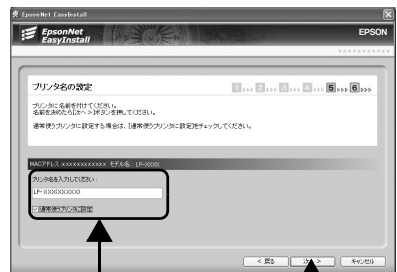 EpsonNet EasyInstall
EpsonNet
EasyInstall
EPSON
プリンタ名の設定
1 >>> 2 >>> 3 >>> 4 >>> 5 >>> 6 >>>
プリンタに名前を付けてください。
名前を決めたら[次へ >]ボタンを押してください。
通常使うプリンタに設定する場合は、[通常使うプリンタに設定]をチェックしてください。
MACアドレス xxxxxxxxxxxx モデル名:LP-XXXX
プリンタ名を入力してください:
LP-XXXXXXXXX
通常使うプリンタに設定
< 戻る
次へ >
キャンセル